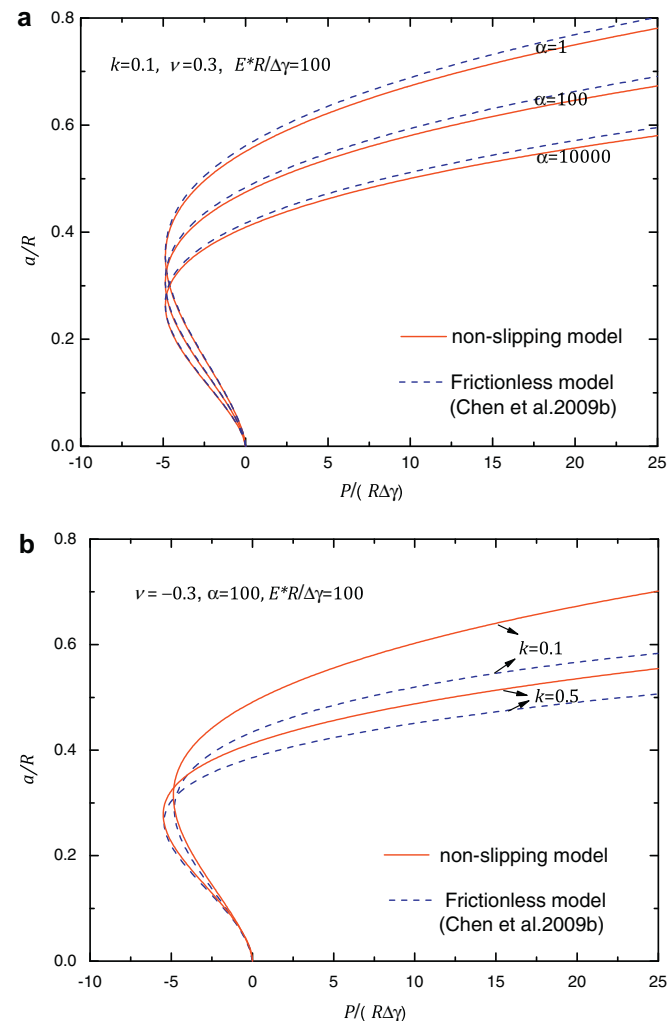 a
0.8
0.6
0.4
0.2
0.0
a/R
k=0.1, ν=0.3, E*R/Δγ=100
α=1
α=100
α=10000
non-slipping model
Frictionless model
(Chen et al.2009b)
-10 -5 0 5 10 15 20 25
P/( RΔγ)
b
0.8
0.6
0.4
0.2
0.0
a/R
ν = −0.3, α=100, E*R/Δγ=100
k=0.1
k=0.5
non-slipping model
Frictionless model
(Chen et al.2009b)
-10 -5 0 5 10 15 20 25
P/( RΔγ)